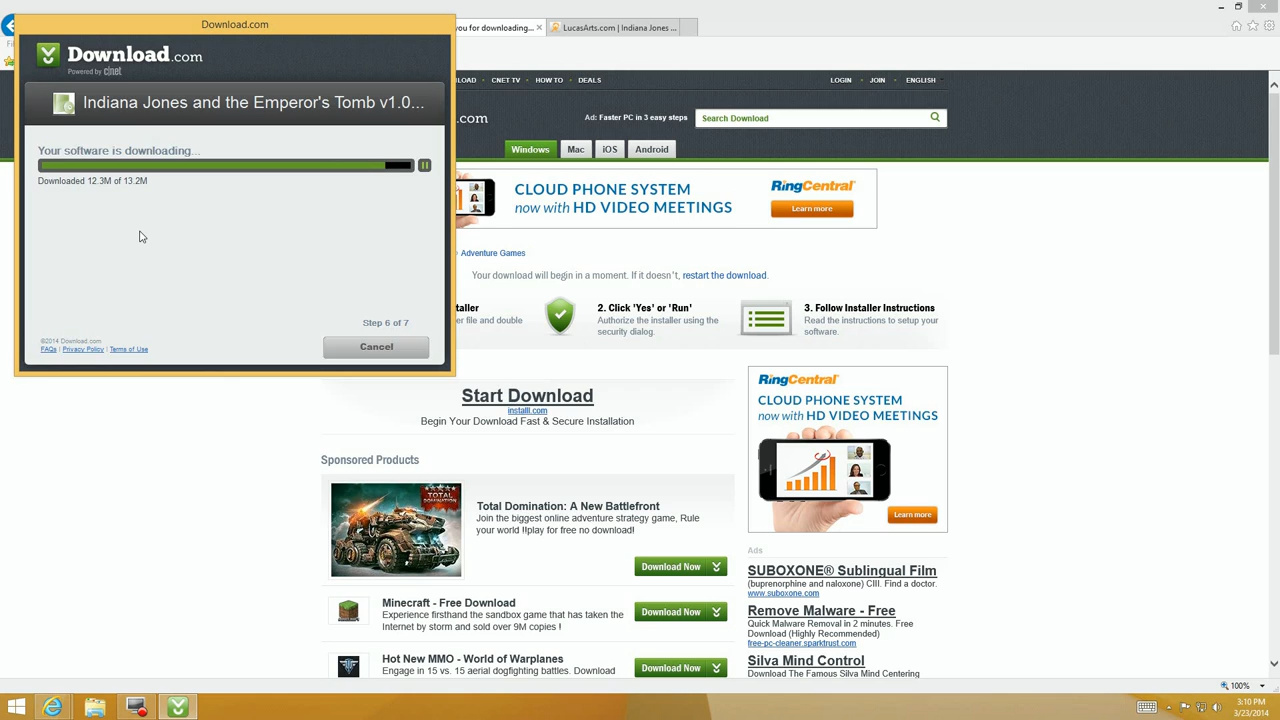 Download.com
Download.com
Powered by c|net
Indiana Jones and the Emperor's Tomb v1.0...
Your software is downloading...
Downloaded 12.3M of 13.2M
Step 6 of 7
©2014 Download.com
FAQs | Privacy Policy | Terms of Use
Cancel
you for downloading...
LucasArts.com | Indiana Jones ...
CNET TV
HOW TO
DEALS
LOGIN
JOIN
ENGLISH
.com
Ad: Faster PC in 3 easy steps
Search Download
Windows
Mac
iOS
Android
CLOUD PHONE SYSTEM
now with HD VIDEO MEETINGS
RingCentral
Learn more
Adventure Games
Your download will begin in a moment. If it doesn't, restart the download.
2. Click 'Yes' or 'Run'
Authorize the installer using the
security dialog.
3. Follow Installer Instructions
Read the instructions to setup your
software.
Start Download
installl.com
Begin Your Download Fast & Secure Installation
Sponsored Products
TOTAL
DOMINATION
Total Domination: A New Battlefront
Join the biggest online adventure strategy game, Rule
your world !!play for free no download!
Download Now
Minecraft - Free Download
Experience firsthand the sandbox game that has taken the
Internet by storm and sold over 9M copies !
Download Now
Hot New MMO - World of Warplanes
Engage in 15 vs. 15 aerial dogfighting battles. Download
Download Now
RingCentral
CLOUD PHONE SYSTEM
now with HD VIDEO MEETINGS
Learn more
Ads
SUBOXONE® Sublingual Film
(buprenorphine and naloxone) CIII. Find a doctor.
www.suboxone.com
Remove Malware - Free
Quick Malware Removal in 2 minutes. Free
Download (Highly Recommended)
free-pc-cleaner.sparktrust.com
Silva Mind Control
Download The Famous Silva Mind Centering
100%
3:10 PM
3/23/2014